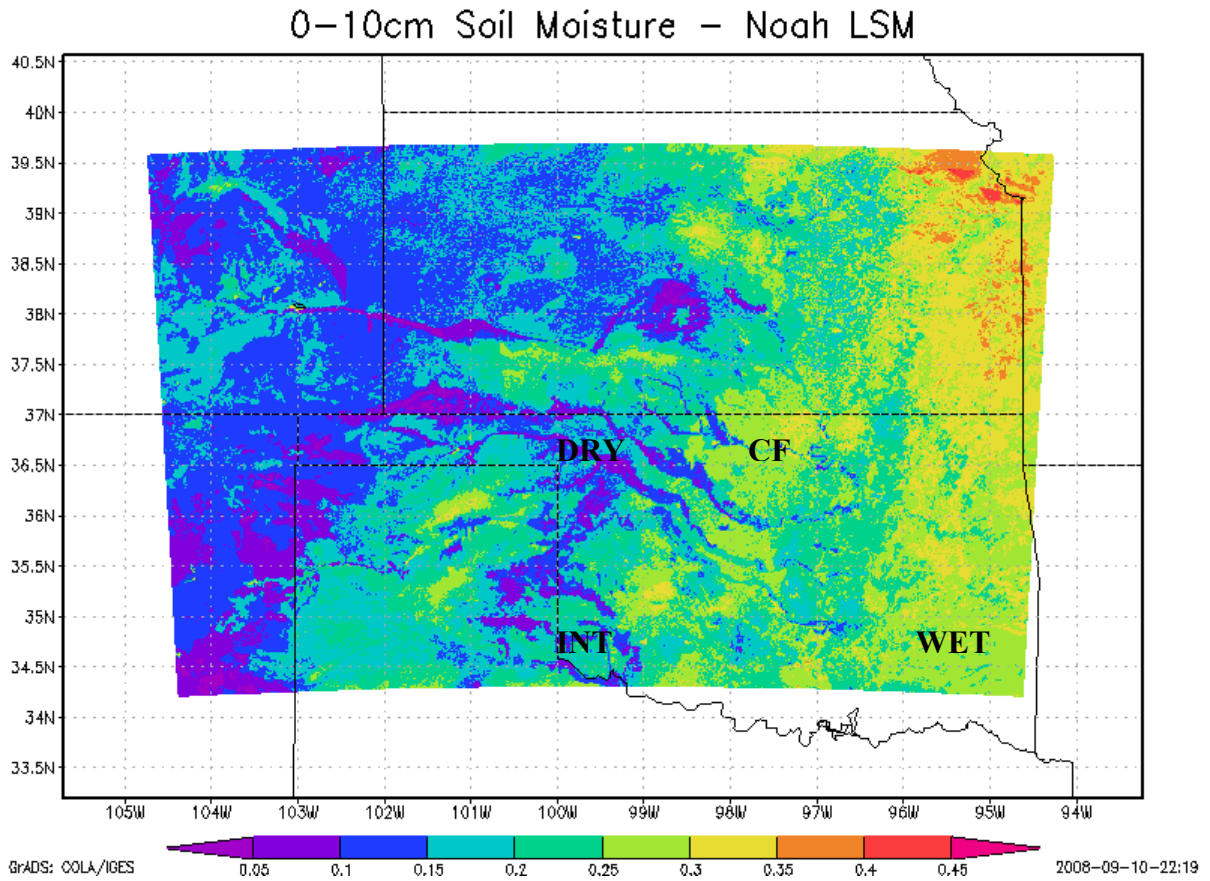 0-10cm Soil Moisture - Noah LSM
40.5N
40N
39.5N
39N
38.5N
38N
37.5N
37N
36.5N
36N
35.5N
35N
34.5N
34N
33.5N
DRY CF
INT WET
105W 104W 103W 102W 101W 100W 99W 98W 97W 96W 95W 94W
0.05 0.1 0.15 0.2 0.25 0.3 0.35 0.4 0.45
GrADS: COLA/IGES 2008-09-10-22:19